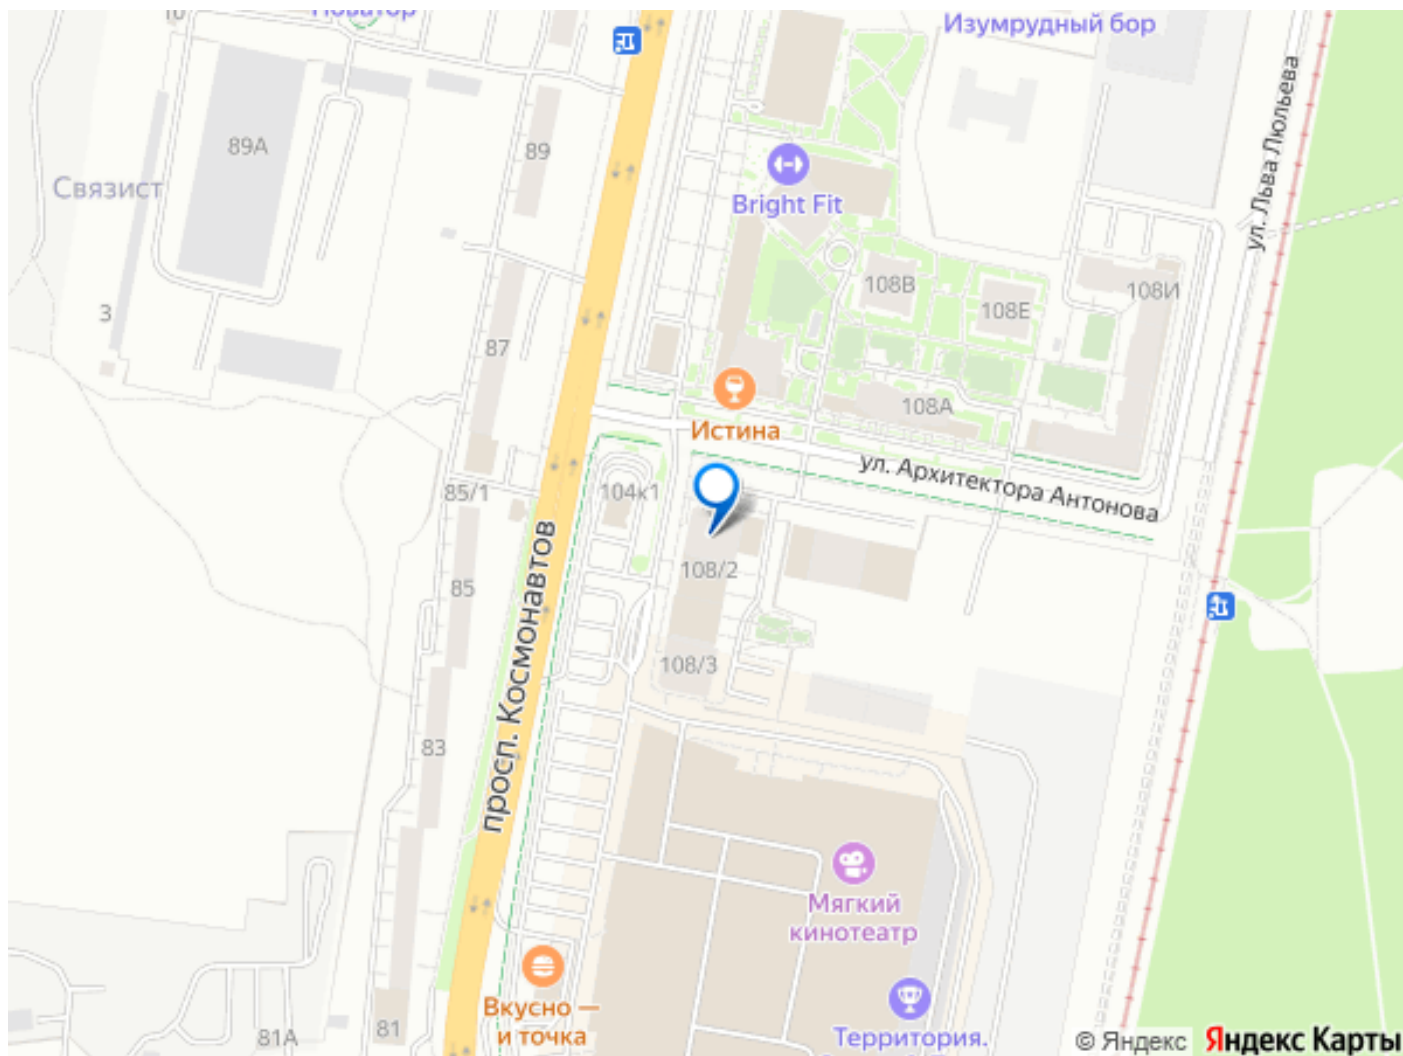 Новатор
10
Изумрудный бор
ул. Льва Люльева
89А
89
Связист
Bright Fit
108В
108Е
108И
3
87
108А
Истина
ул. Архитектора Антонова
85/1
104к1
просп. Космонавтов
108/2
85
108/3
83
Мягкий
кинотеатр
Вкусно —
и точка
81А
81
Территория.
© Яндекс
Яндекс Карты